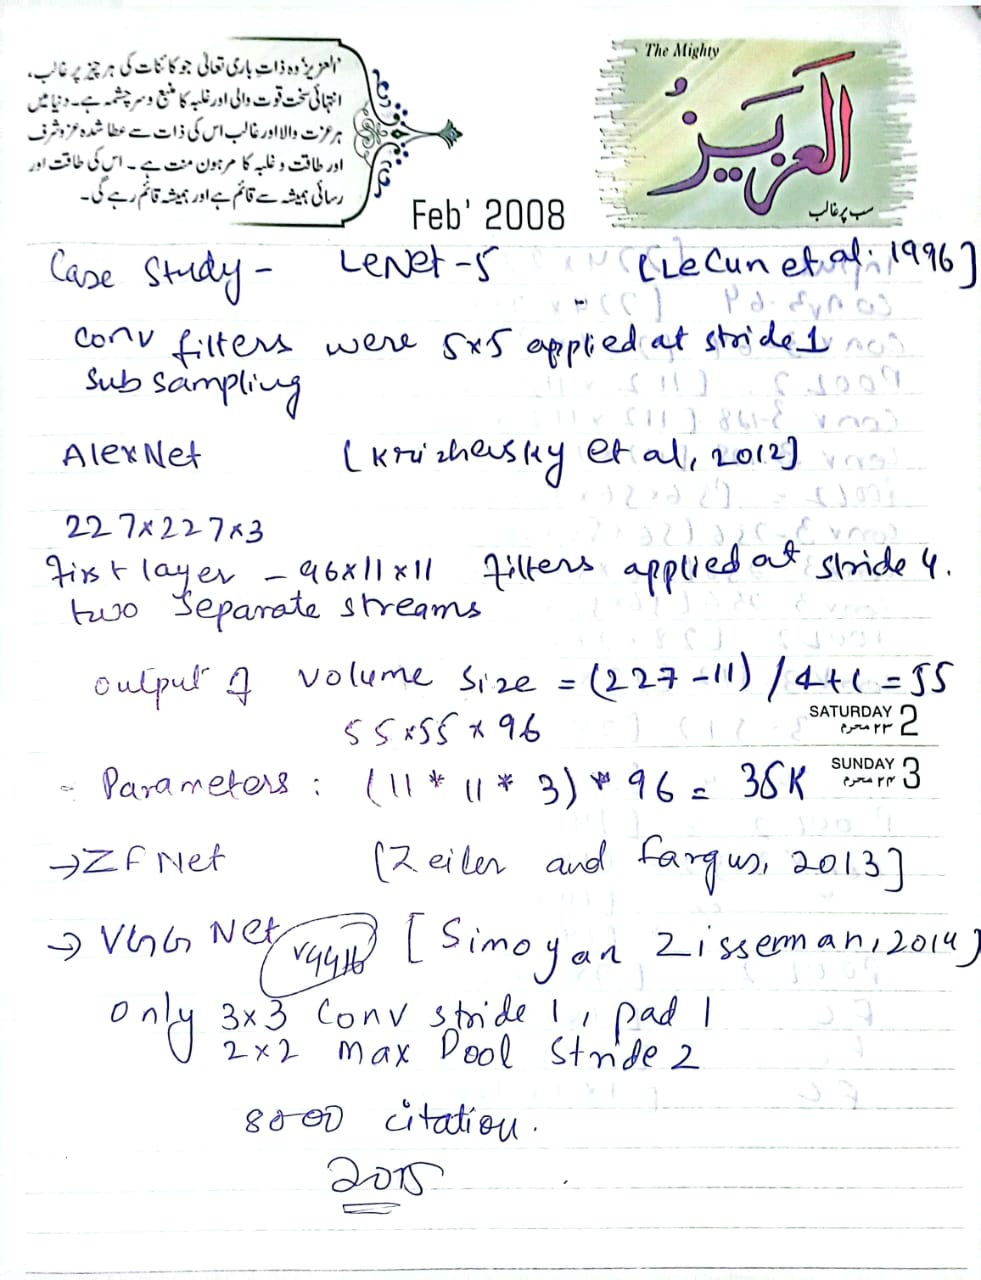 العزیز وہ ذات باری تعالیٰ جو کائنات کی ہر چیز پر غالب،
انتہائی سخت قوت والی اور غلبہ کا منبع و سرچشمہ ہے۔ دنیا میں
ہر عزت والا اور غالب اس کی ذات سے عطا شدہ عز و شرف
اور طاقت و غلبہ کا مرہون منت ہے۔ اس کی طاقت اور
رسائی ہمیشہ سے قائم ہے اور ہمیشہ قائم رہے گی۔
The Mighty
العزیز
سب پر غالب
Feb' 2008
Case Study - LeNet-5 [LeCun et al. 1996]
Conv filters were 5x5 applied at stride 1
Sub sampling
AlexNet [Krizhevsky et al, 2012]
227x227x3
First layer - 96x11x11 filters applied at stride 4.
two separate streams
output of volume size = (227-11)/4+1 = 55
55x55x96
SATURDAY 2
۲۳ محرم
- Parameters: (11 * 11 * 3) * 96 = 35K
SUNDAY 3
۲۴ محرم
→ ZFNet [Zeiler and Fargus, 2013]
→ VGG Net VGG16 [Simoyan Zisserman, 2014]
Only 3x3 Conv stride 1, pad 1
2x2 Max Pool Stride 2
8000 citation.
2015